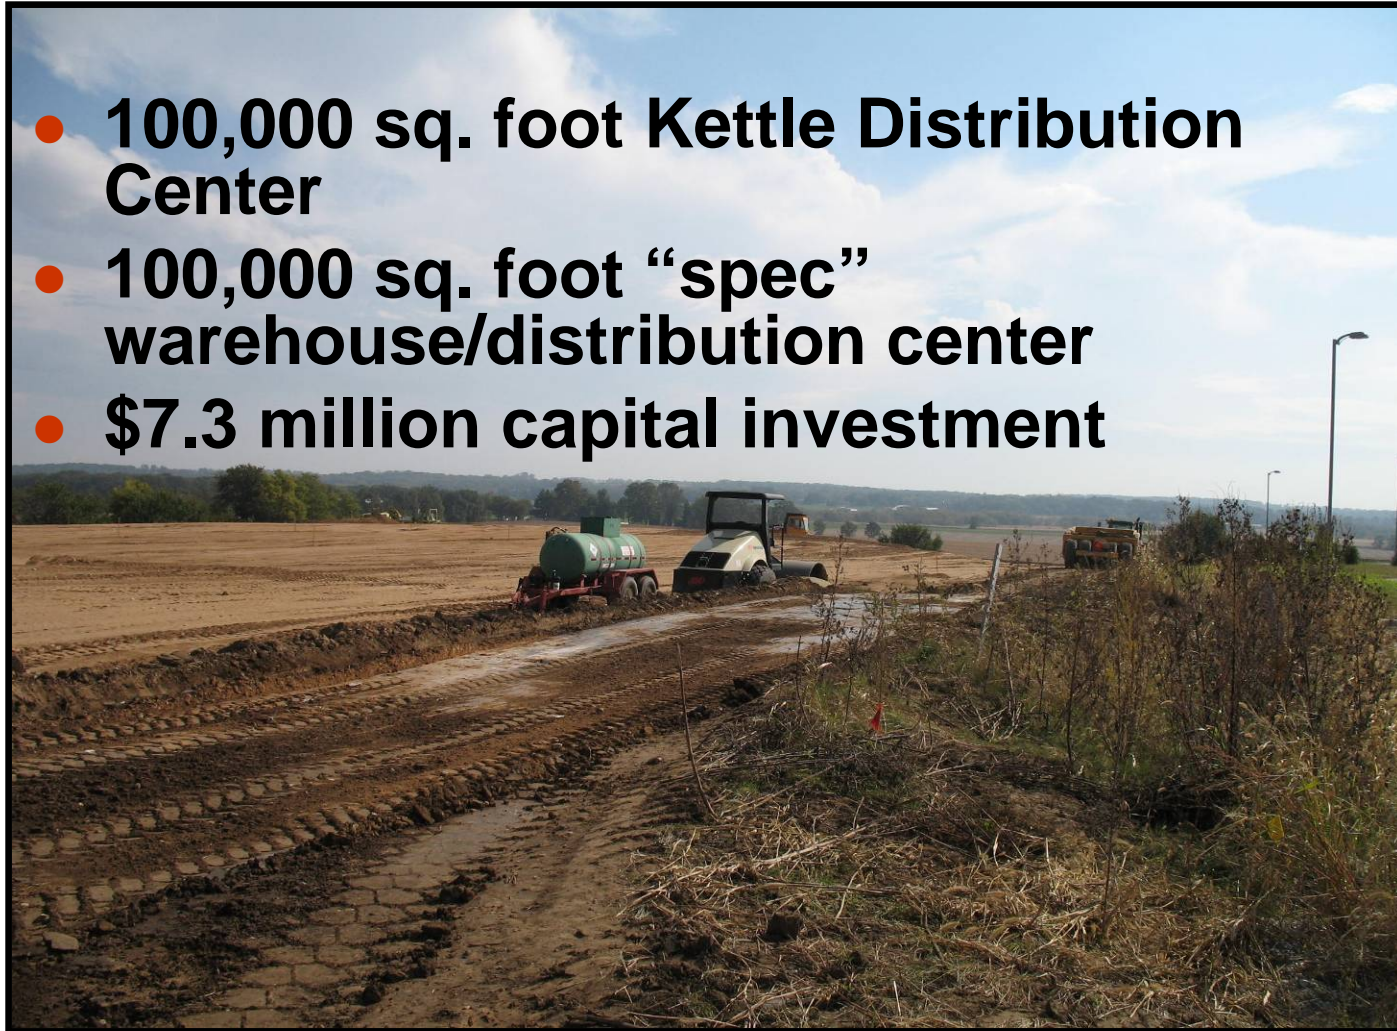 ● 100,000 sq. foot Kettle Distribution
Center
● 100,000 sq. foot “spec”
warehouse/distribution center
● $7.3 million capital investment